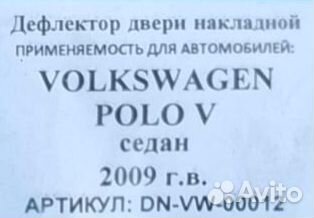 Дефлектор двери накладной
ПРИМЕНЯЕМОСТЬ ДЛЯ АВТОМОБИЛЕЙ:
VOLKSWAGEN
POLO V
седан
2009 г.в.
АРТИКУЛ: DN-VW-00012
Avito